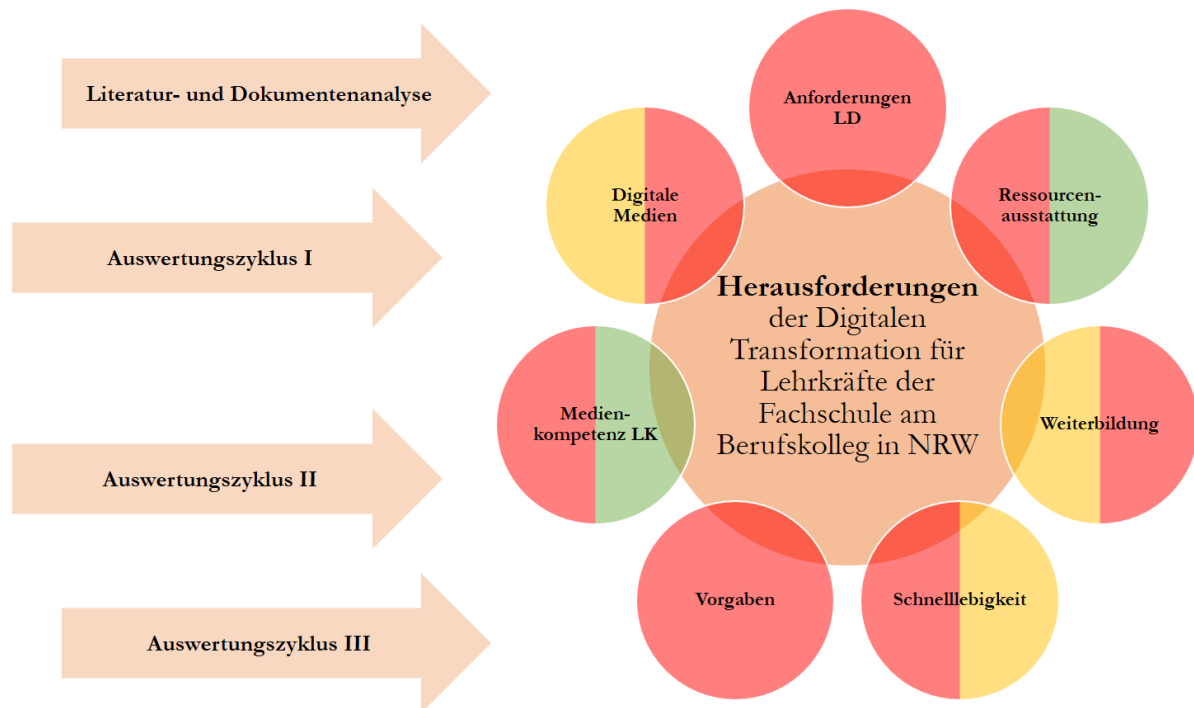 Literatur- und Dokumentenanalyse
Auswertungszyklus I
Auswertungszyklus II
Auswertungszyklus III
Anforderungen
LD
Ressourcen-
ausstattung
Weiterbildung
Schnelllebigkeit
Vorgaben
Medien-
kompetenz LK
Digitale
Medien
Herausforderungen
der Digitalen
Transformation für
Lehrkräfte der
Fachschule am
Berufskolleg in NRW